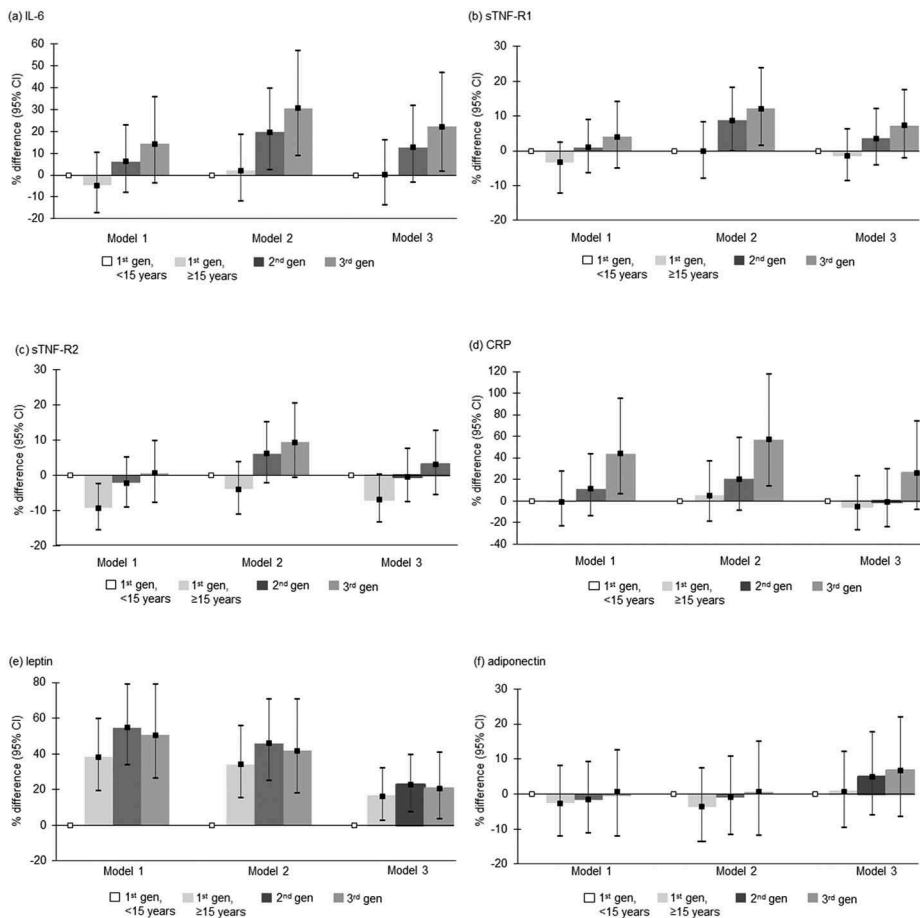 (a) IL-6
% difference (95% CI)
60
50
40
30
20
10
0
-10
-20
Model 1 Model 2 Model 3
1st gen, <15 years
1st gen, ≥15 years
2nd gen
3rd gen
(b) sTNF-R1
% difference (95% CI)
30
20
10
0
-10
-20
Model 1 Model 2 Model 3
1st gen, <15 years
1st gen, ≥15 years
2nd gen
3rd gen
(c) sTNF-R2
% difference (95% CI)
30
20
10
0
-10
-20
Model 1 Model 2 Model 3
1st gen, <15 years
1st gen, ≥15 years
2nd gen
3rd gen
(d) CRP
% difference (95% CI)
120
100
80
60
40
20
0
-20
-40
Model 1 Model 2 Model 3
1st gen, <15 years
1st gen, ≥15 years
2nd gen
3rd gen
(e) leptin
% difference (95% CI)
80
60
40
20
0
-20
Model 1 Model 2 Model 3
1st gen, <15 years
1st gen, ≥15 years
2nd gen
3rd gen
(f) adiponectin
% difference (95% CI)
30
20
10
0
-10
-20
Model 1 Model 2 Model 3
1st gen, <15 years
1st gen, ≥15 years
2nd gen
3rd gen